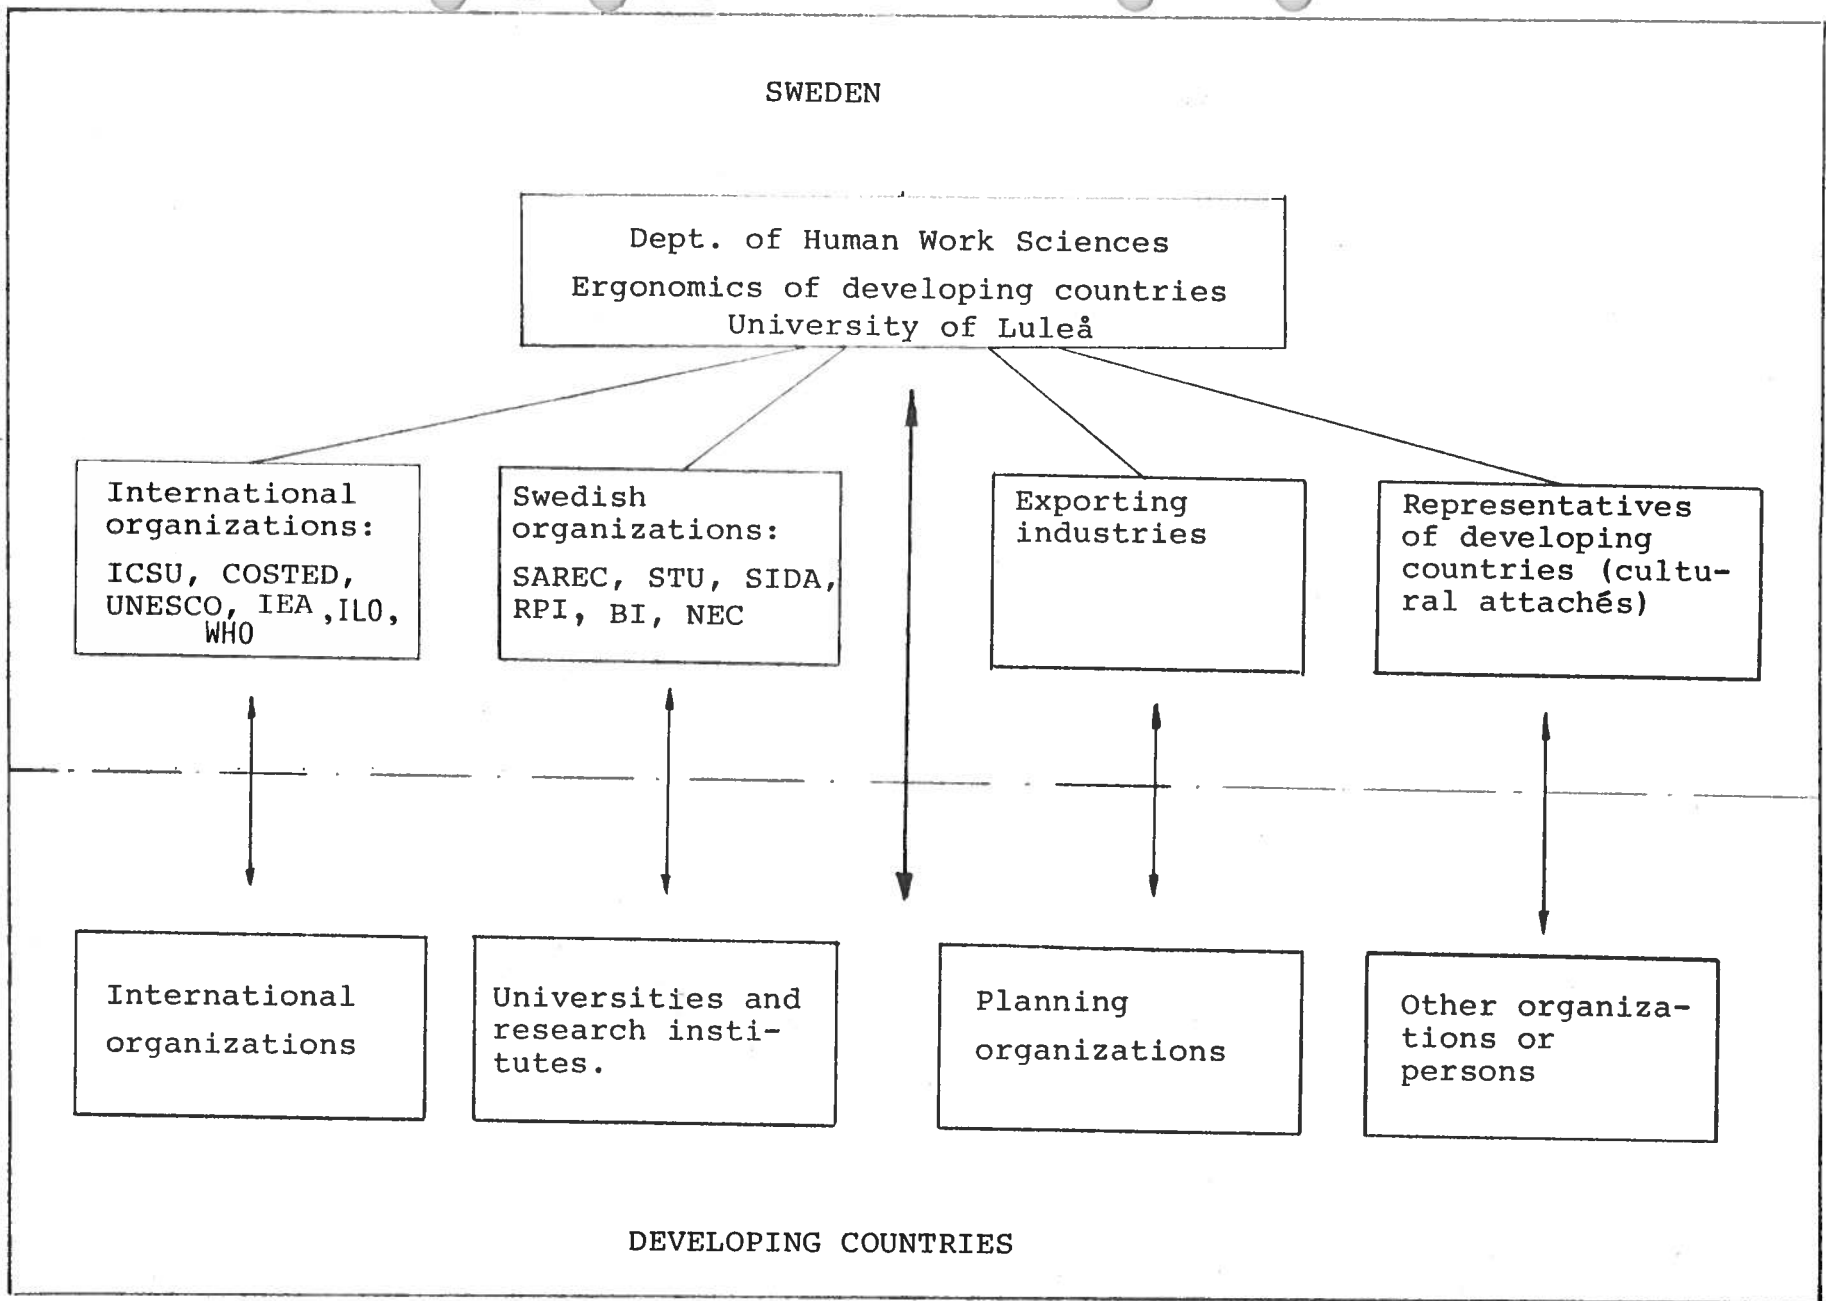 SWEDEN
Dept. of Human Work Sciences
Ergonomics of developing countries
University of Luleå
International
organizations:
ICSU, COSTED,
UNESCO, IEA ,ILO,
WHO
Swedish
organizations:
SAREC, STU, SIDA,
RPI, BI, NEC
Exporting
industries
Representatives
of developing
countries (cultu-
ral attachés)
International
organizations
Universities and
research insti-
tutes.
Planning
organizations
Other organiza-
tions or
persons
DEVELOPING COUNTRIES